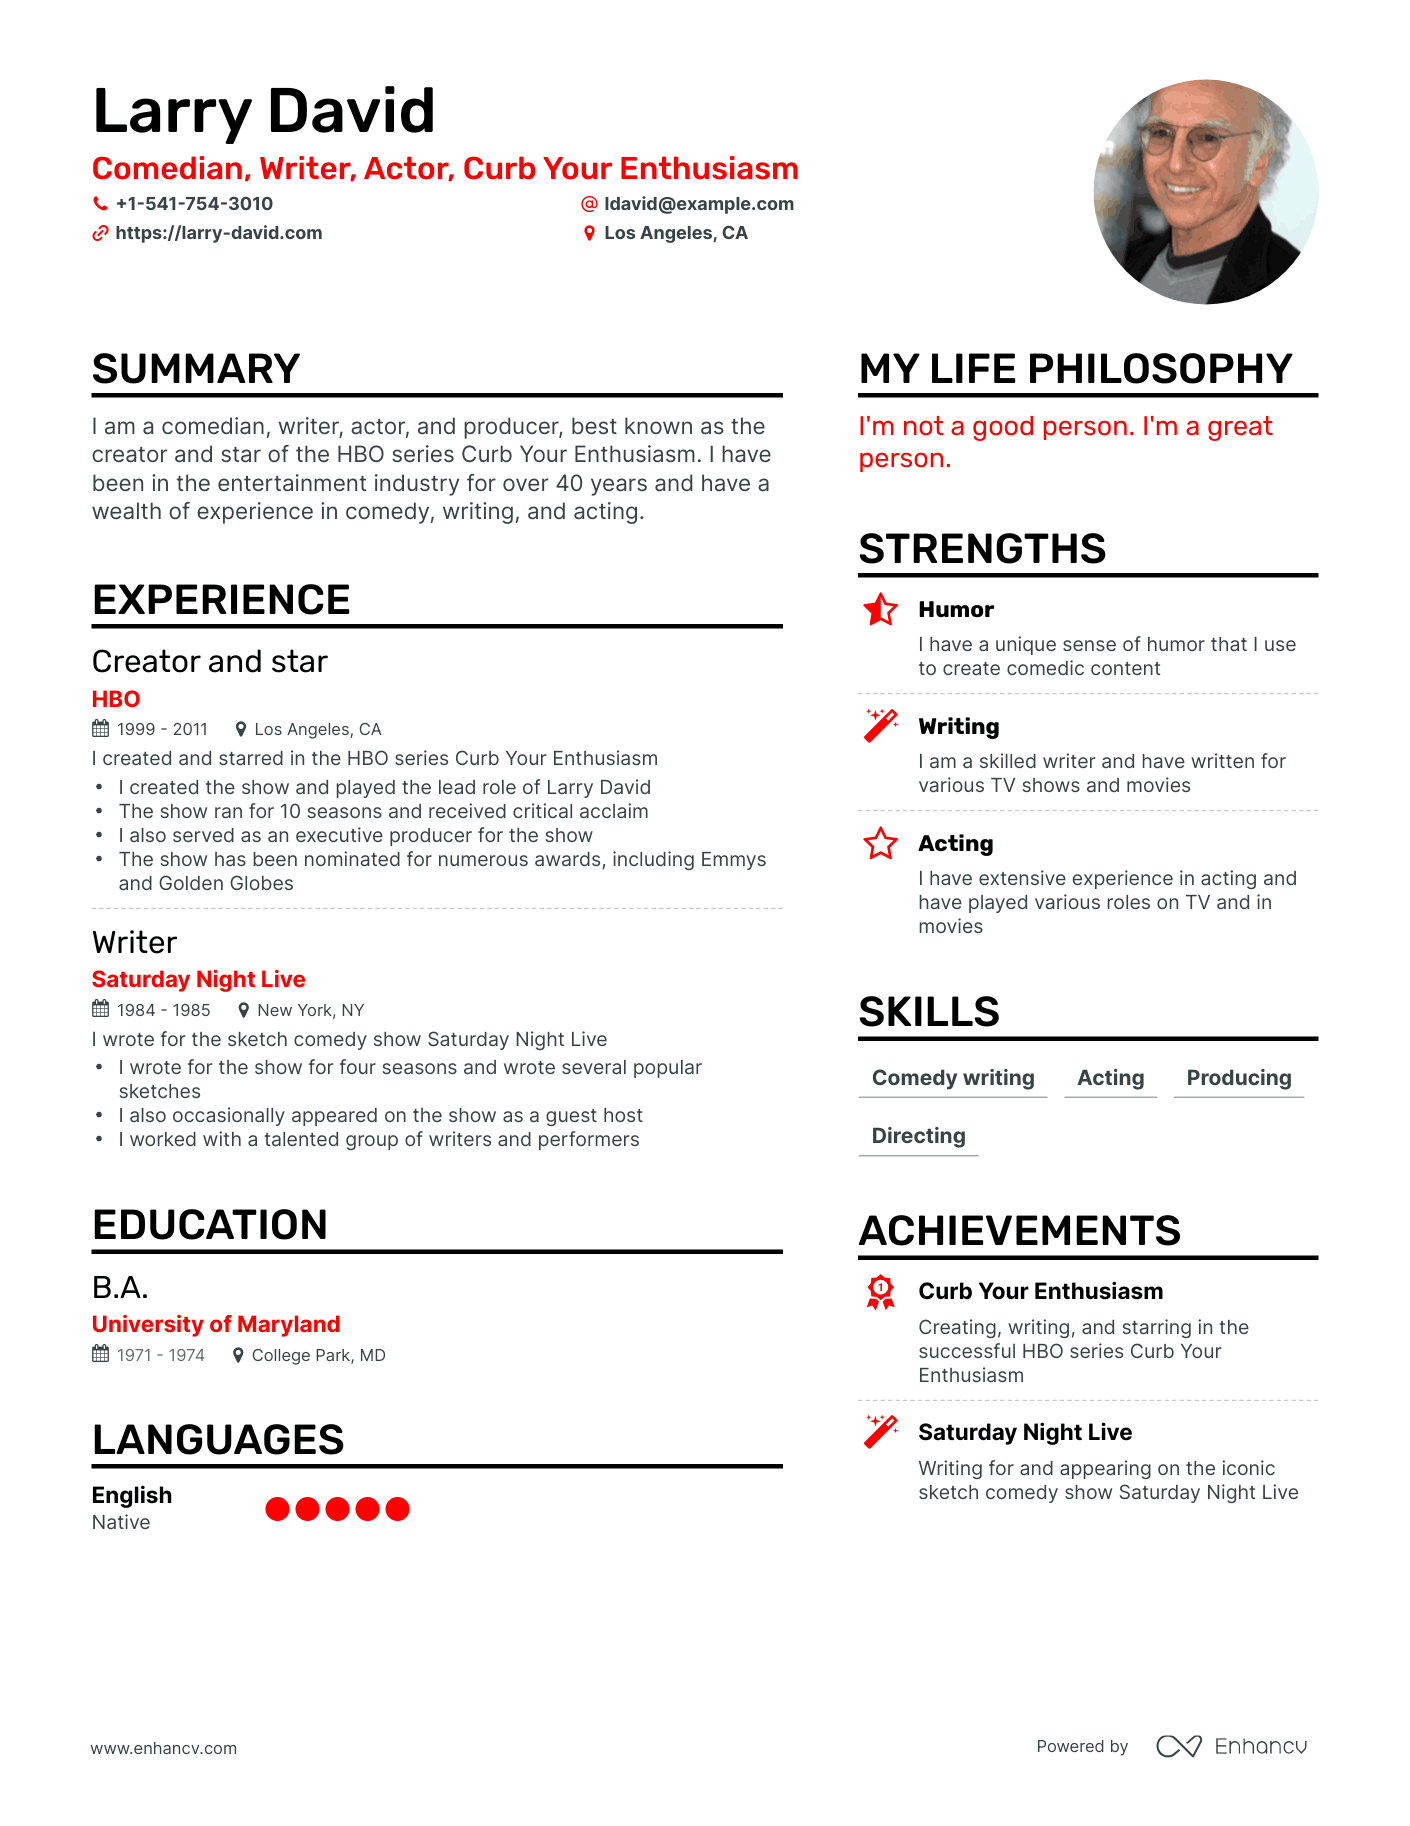 Larry David
Comedian, Writer, Actor, Curb Your Enthusiasm
+1-541-754-3010
ldavid@example.com
https://larry-david.com
Los Angeles, CA
SUMMARY
I am a comedian, writer, actor, and producer, best known as the
creator and star of the HBO series Curb Your Enthusiasm. I have
been in the entertainment industry for over 40 years and have a
wealth of experience in comedy, writing, and acting.
EXPERIENCE
Creator and star
HBO
1999 - 2011 Los Angeles, CA
I created and starred in the HBO series Curb Your Enthusiasm
• I created the show and played the lead role of Larry David
• The show ran for 10 seasons and received critical acclaim
• I also served as an executive producer for the show
• The show has been nominated for numerous awards, including Emmys
and Golden Globes
Writer
Saturday Night Live
1984 - 1985 New York, NY
I wrote for the sketch comedy show Saturday Night Live
• I wrote for the show for four seasons and wrote several popular
sketches
• I also occasionally appeared on the show as a guest host
• I worked with a talented group of writers and performers
EDUCATION
B.A.
University of Maryland
1971 - 1974 College Park, MD
LANGUAGES
English
Native
MY LIFE PHILOSOPHY
I'm not a good person. I'm a great
person.
STRENGTHS
Humor
I have a unique sense of humor that I use
to create comedic content
Writing
I am a skilled writer and have written for
various TV shows and movies
Acting
I have extensive experience in acting and
have played various roles on TV and in
movies
SKILLS
Comedy writing Acting Producing
Directing
ACHIEVEMENTS
1
Curb Your Enthusiasm
Creating, writing, and starring in the
successful HBO series Curb Your
Enthusiasm
Saturday Night Live
Writing for and appearing on the iconic
sketch comedy show Saturday Night Live
www.enhancv.com
Powered by Enhancv